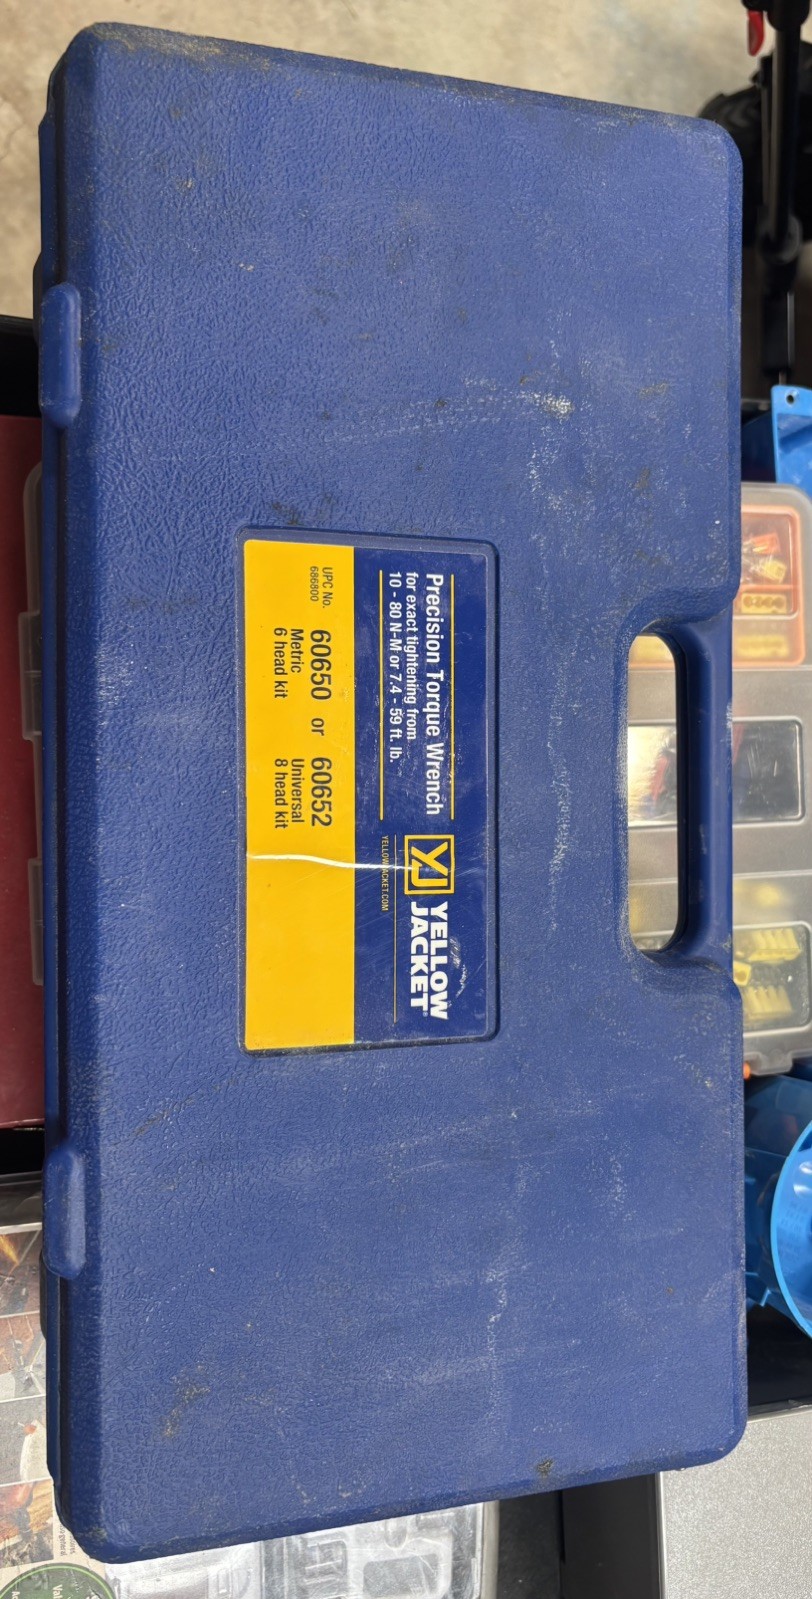 Precision Torque Wrench
for exact tightening from
10 - 80 N-M or 7.4 - 59 ft. lb.
YJ YELLOW
JACKET®
YELLOWJACKET.COM
UPC No.
686800
60650 or 60652
Metric Universal
6 head kit 8 head kit